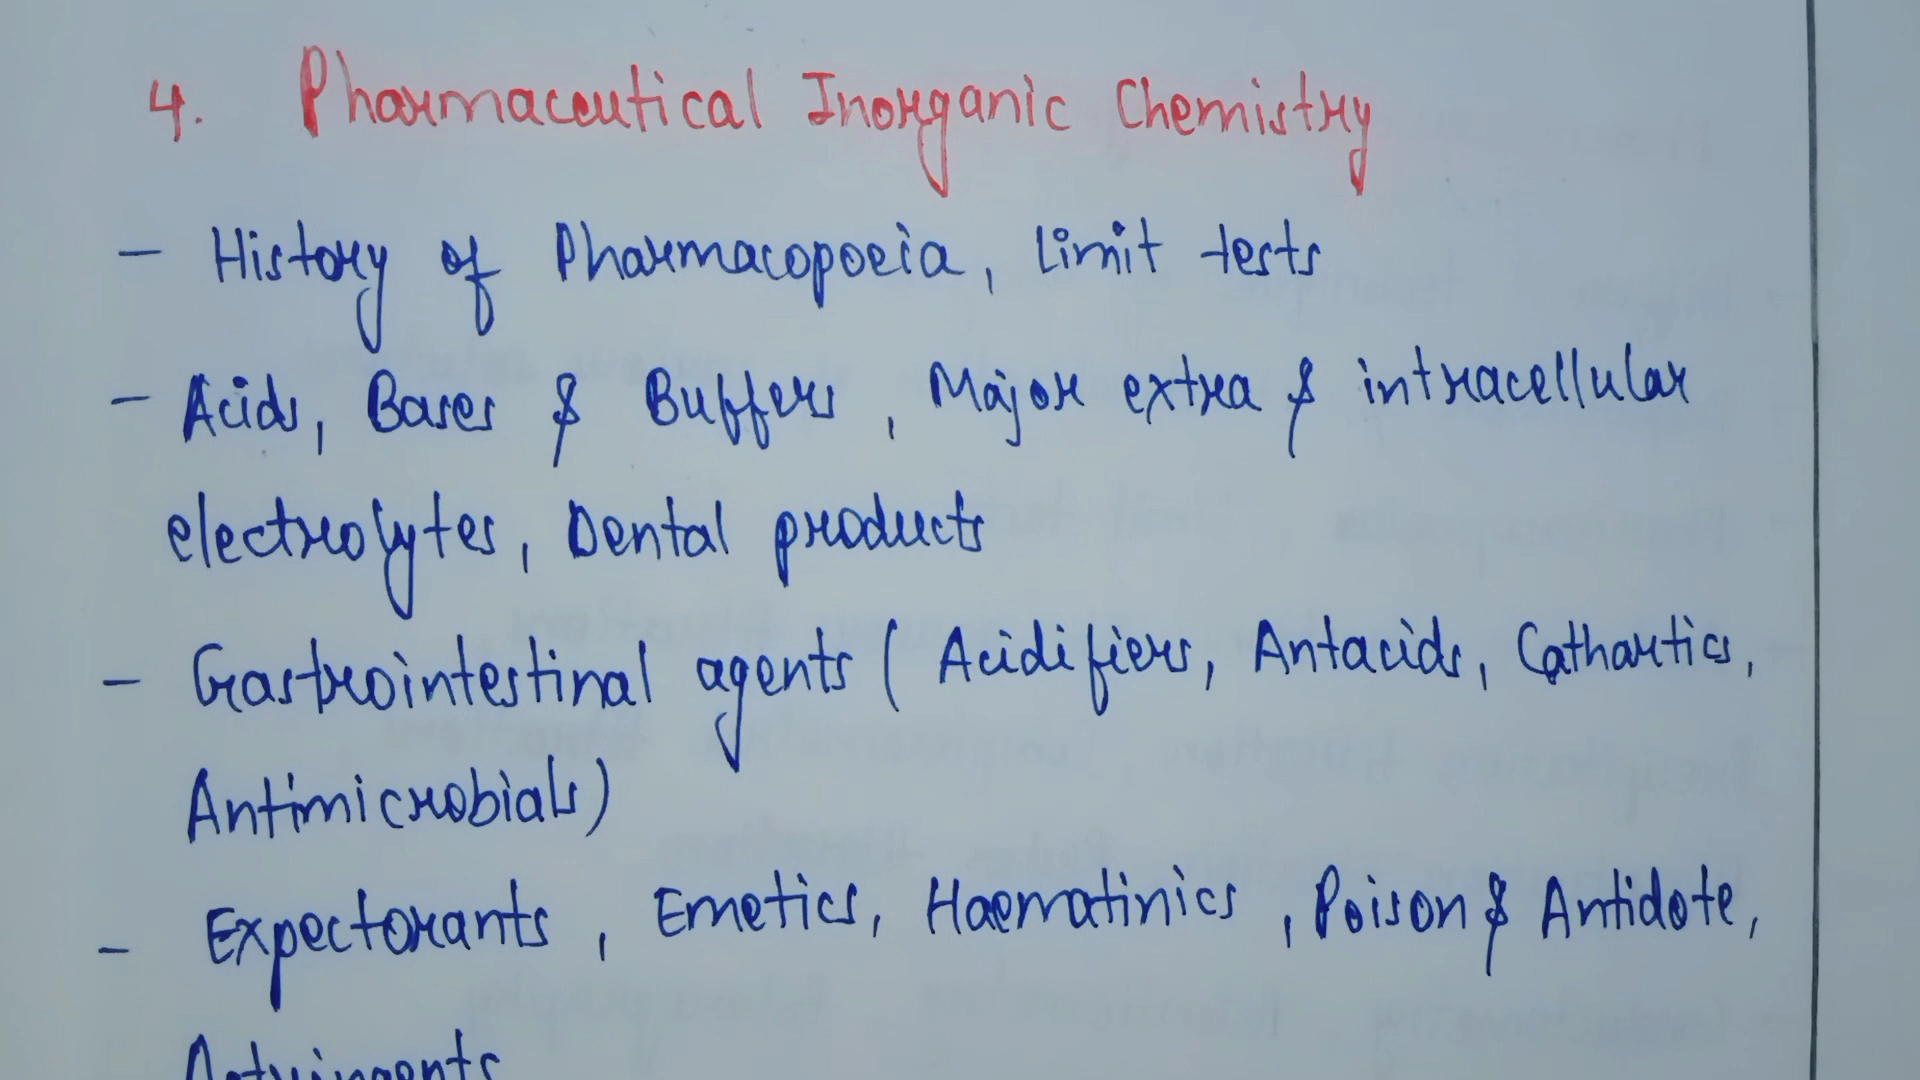 4. Pharmaceutical Inorganic Chemistry
- History of Pharmacopoeia, Limit tests
- Acids, Bases & Buffers, Major extra & intracellular
electrolytes, Dental products
- Gastrointestinal agents (Acidifiers, Antacids, Cathartics,
Antimicrobials)
- Expectorants, Emetics, Haematinics, Poison & Antidote,
Astringents